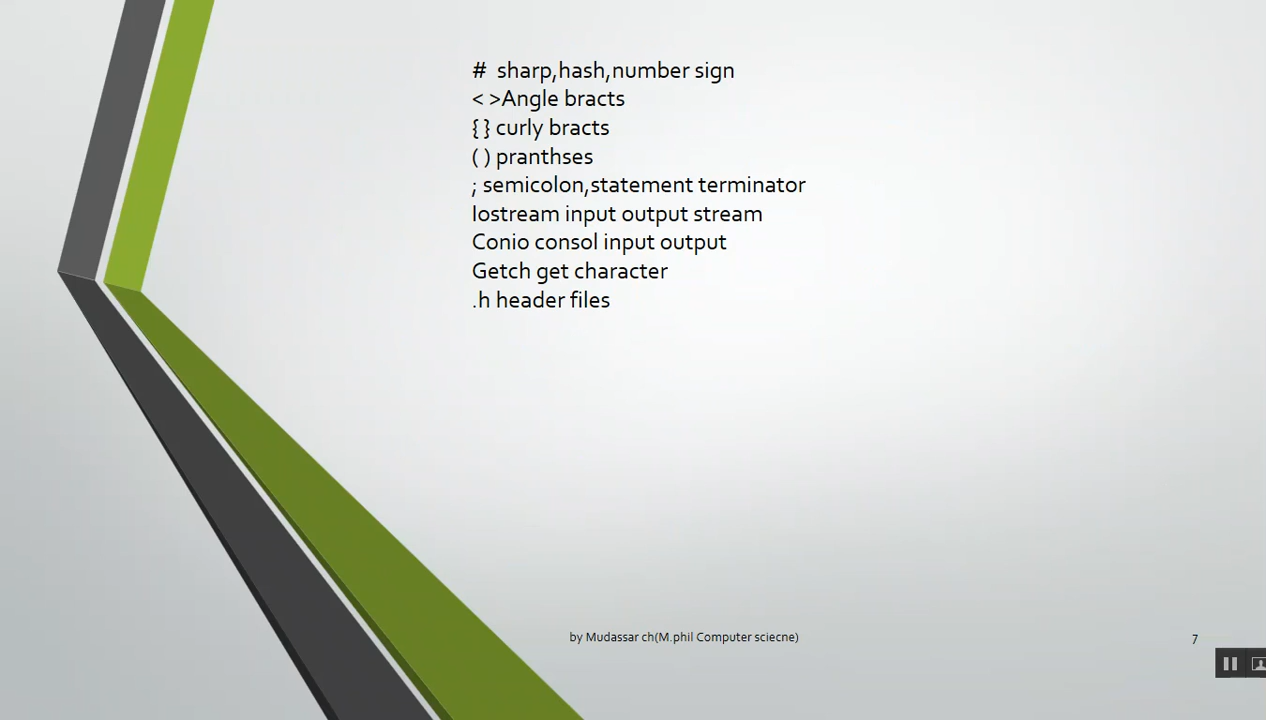 # sharp,hash,number sign
< >Angle bracts
{ } curly bracts
( ) pranthses
; semicolon,statement terminator
Iostream input output stream
Conio consol input output
Getch get character
.h header files
by Mudassar ch(M.phil Computer sciecne)
7